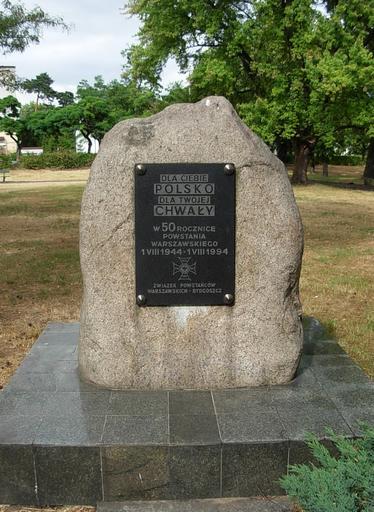 DLA CIEBIE
POLSKO
DLA TWOJEJ
CHWAŁY
W 50 ROCZNICĘ
POWSTANIA
WARSZAWSKIEGO
1 VIII 1944 - 1 VIII 1994
ZWIĄZEK POWSTAŃCÓW
WARSZAWSKICH - BYDGOSZCZ